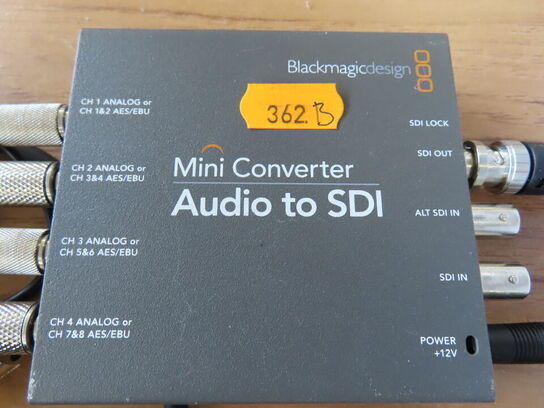 Blackmagicdesign
362.B
CH 1 ANALOG or
CH 1&2 AES/EBU
SDI LOCK
SDI OUT
Mini Converter
Audio to SDI
CH 2 ANALOG or
CH 3&4 AES/EBU
ALT SDI IN
CH 3 ANALOG or
CH 5&6 AES/EBU
SDI IN
CH 4 ANALOG or
CH 7&8 AES/EBU
POWER
+12V